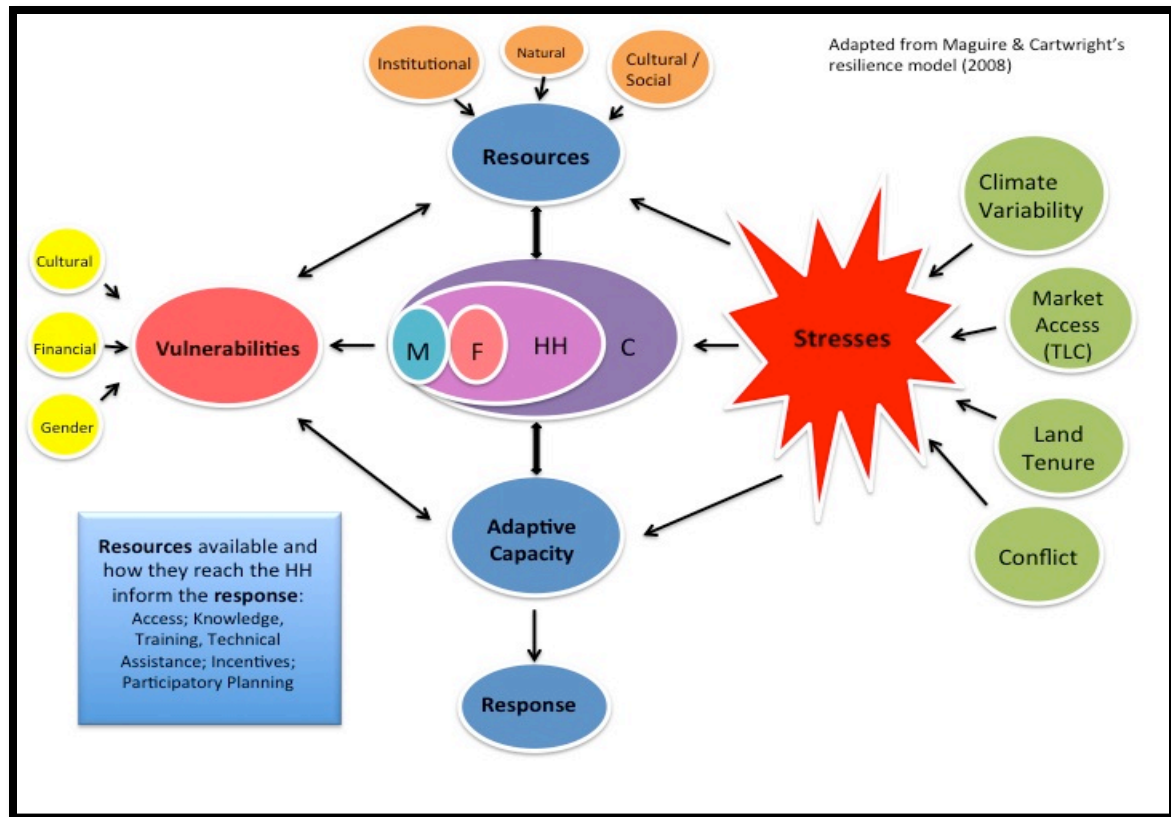 Institutional
Natural
Cultural /
Social
Adapted from Maguire & Cartwright's
resilience model (2008)
Resources
Climate
Variability
Cultural
Financial
Gender
Vulnerabilities
M
F
HH
C
Stresses
Market
Access
(TLC)
Land
Tenure
Conflict
Adaptive
Capacity
Response
Resources available and
how they reach the HH
inform the response:
Access; Knowledge,
Training, Technical
Assistance; Incentives;
Participatory Planning